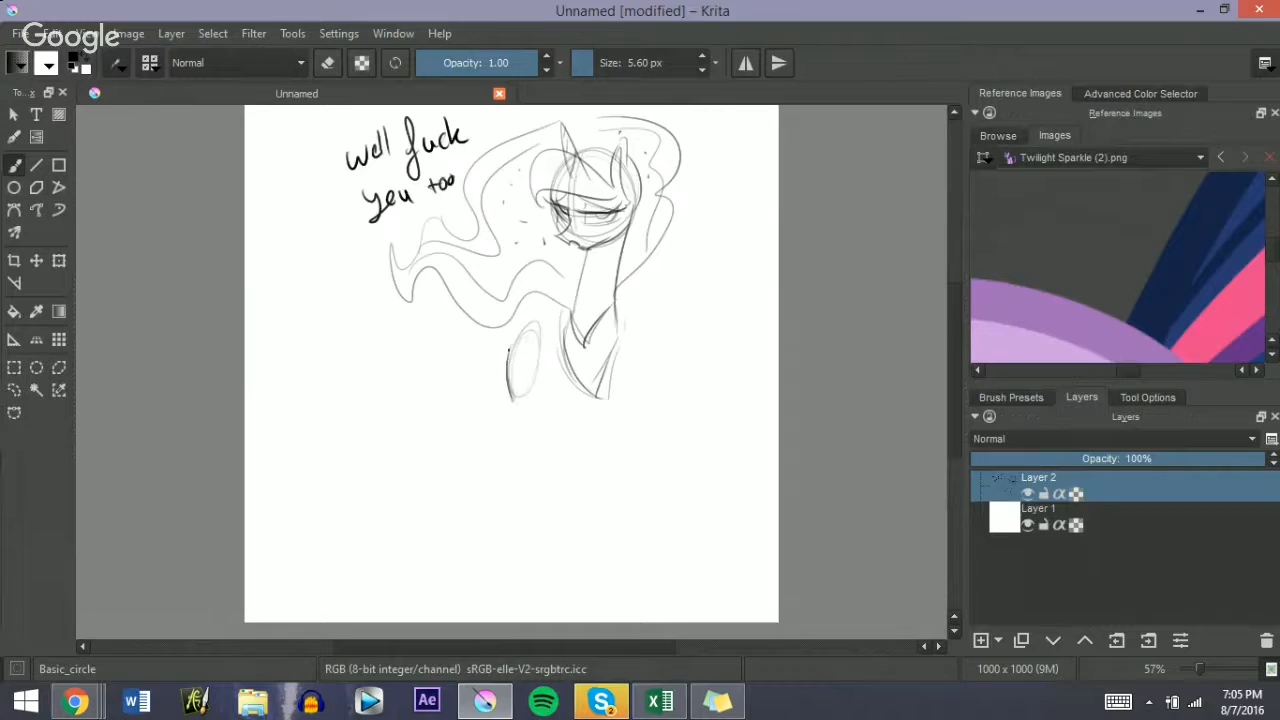 Unnamed [modified] – Krita
Google
File Image Layer Select Filter Tools Settings Window Help
Normal Opacity: 1.00 Size: 5.60 px
To... Unnamed
Reference Images Advanced Color Selector
Reference Images
Browse Images
Twilight Sparkle (2).png
well fuck
you too
Brush Presets Layers Tool Options
Layers
Normal
Opacity: 100%
Layer 2
Layer 1
Basic_circle RGB (8-bit integer/channel) sRGB-elle-V2-srgbtrc.icc 1000 x 1000 (9M) 57%
7:05 PM
8/7/2016